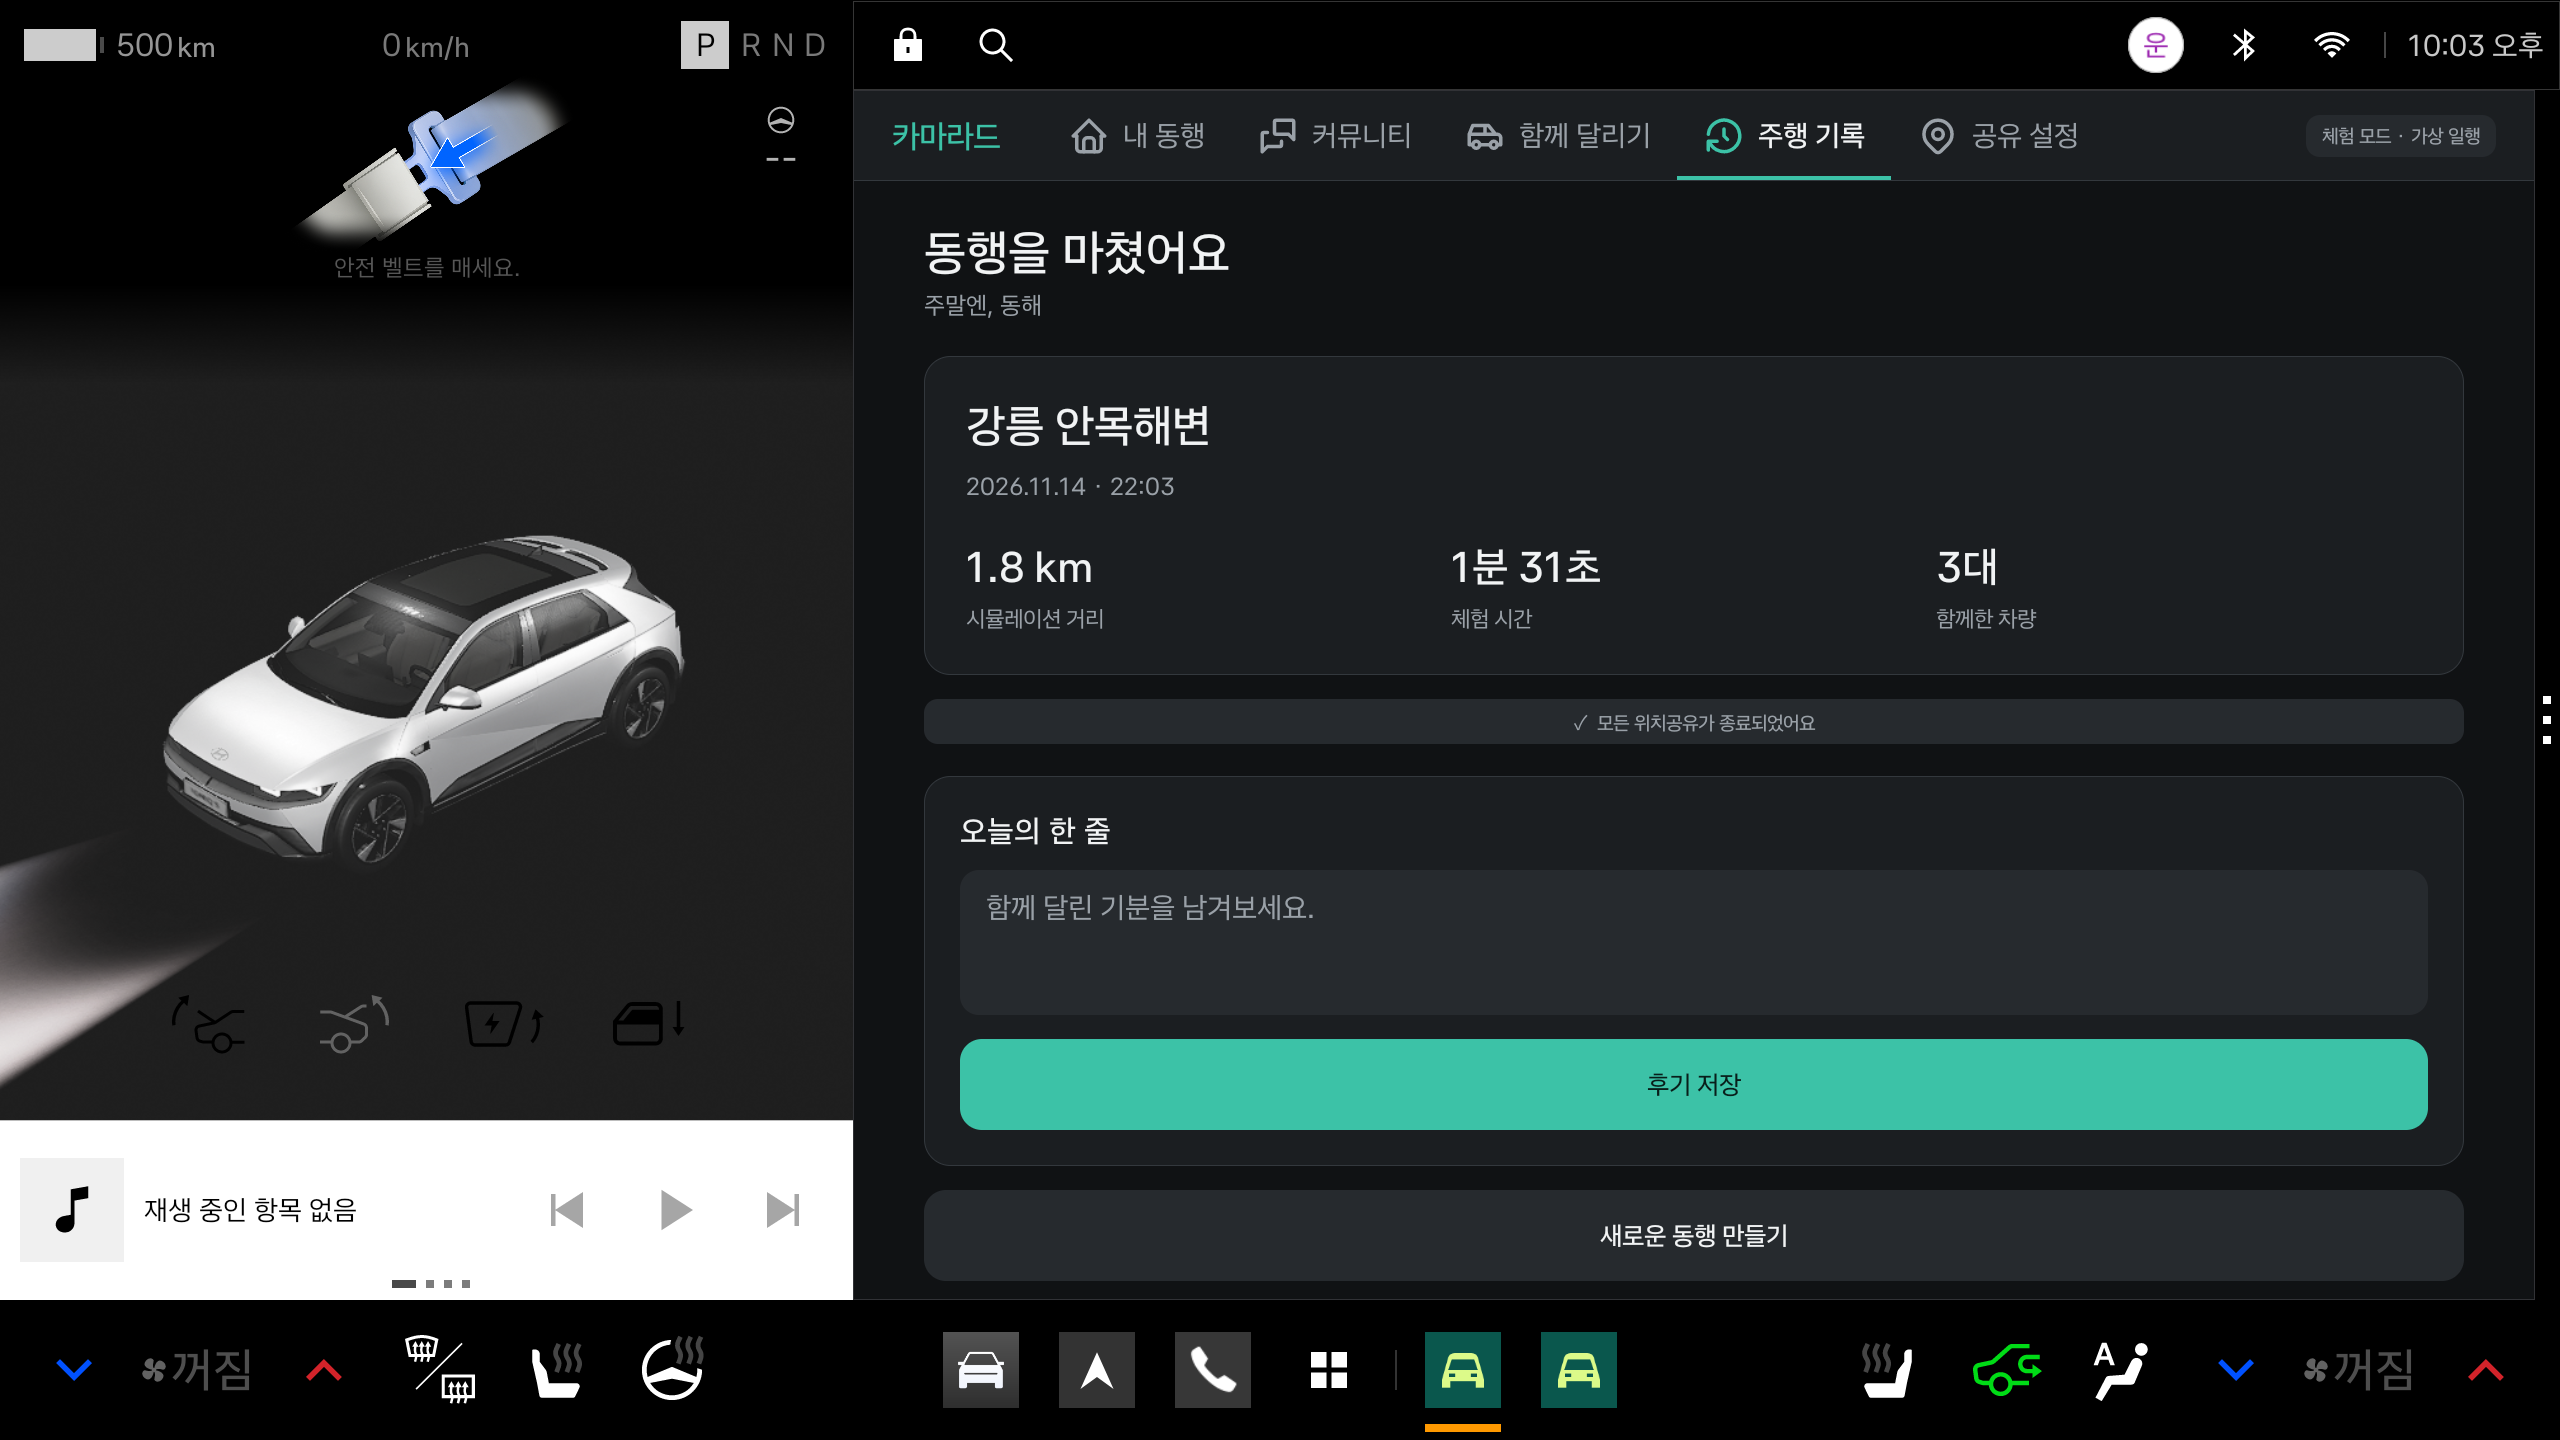 500 km
0 km/h
P R N D
--
안전 벨트를 매세요.
재생 중인 항목 없음
운
10:03 오후
카마라드
내 동행
커뮤니티
함께 달리기
주행 기록
공유 설정
체험 모드 · 가상 일행
동행을 마쳤어요
주말엔, 동해
강릉 안목해변
2026.11.14 · 22:03
1.8 km
시뮬레이션 거리
1분 31초
체험 시간
3대
함께한 차량
✓ 모든 위치공유가 종료되었어요
오늘의 한 줄
함께 달린 기분을 남겨보세요.
후기 저장
새로운 동행 만들기
꺼짐
A
꺼짐